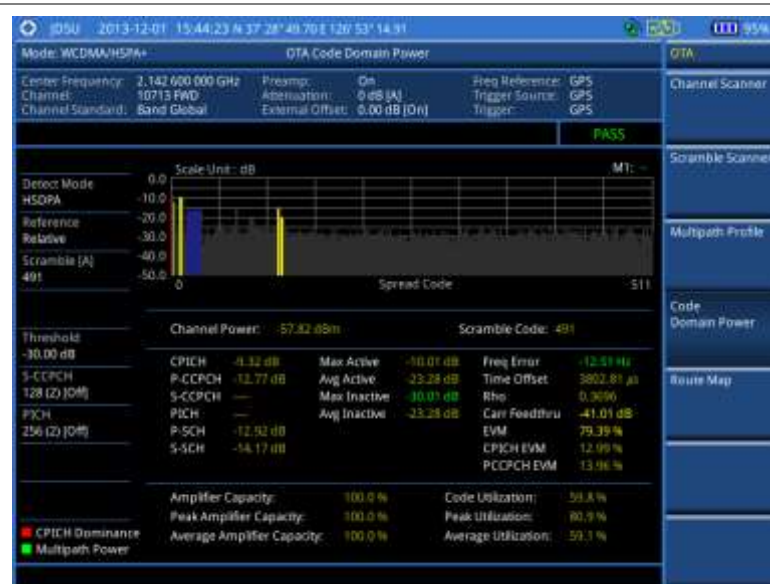 JDSU 2013-12-01 15:44:23 N 37° 28' 49.70 E 126° 53' 14.91 95%
Mode: WCDMA/HSPA+ OTA Code Domain Power OTA
Center Frequency: 2.142 600 000 GHz Preamp: On Freq Reference: GPS
Channel: 10713 FWD Attenuation: 0 dB [A] Trigger Source: GPS
Channel Standard: Band Global External Offset: 0.00 dB [On] Trigger: GPS
Channel Scanner
PASS
Scramble Scanner
Scale Unit : dB M1: --
Detect Mode
HSDPA
Reference
Relative
Scramble [A]
491
0.0
-10.0
-20.0
-30.0
-40.0
-50.0
0 Spread Code 511
Multipath Profile
Code
Domain Power
Channel Power: -57.82 dBm Scramble Code: 491
Threshold
-30.00 dB
S-CCPCH
128 (2) [Off]
PICH
256 (2) [Off]
CPICH -9.32 dB Max Active -10.01 dB Freq Error -12.51 Hz
P-CCPCH -12.77 dB Avg Active -23.28 dB Time Offset 3802.81 µs
S-CCPCH ---- Max Inactive -30.01 dB Rho 0.3696
PICH ---- Avg Inactive -23.28 dB Carr Feedthru -41.01 dB
P-SCH -12.92 dB EVM 79.39 %
S-SCH -14.17 dB CPICH EVM 12.99 %
PCCPCH EVM 13.96 %
Route Map
Amplifier Capacity: 100.0 % Code Utilization: 59.8 %
Peak Amplifier Capacity: 100.0 % Peak Utilization: 80.9 %
Average Amplifier Capacity: 100.0 % Average Utilization: 59.1 %
CPICH Dominance
Multipath Power